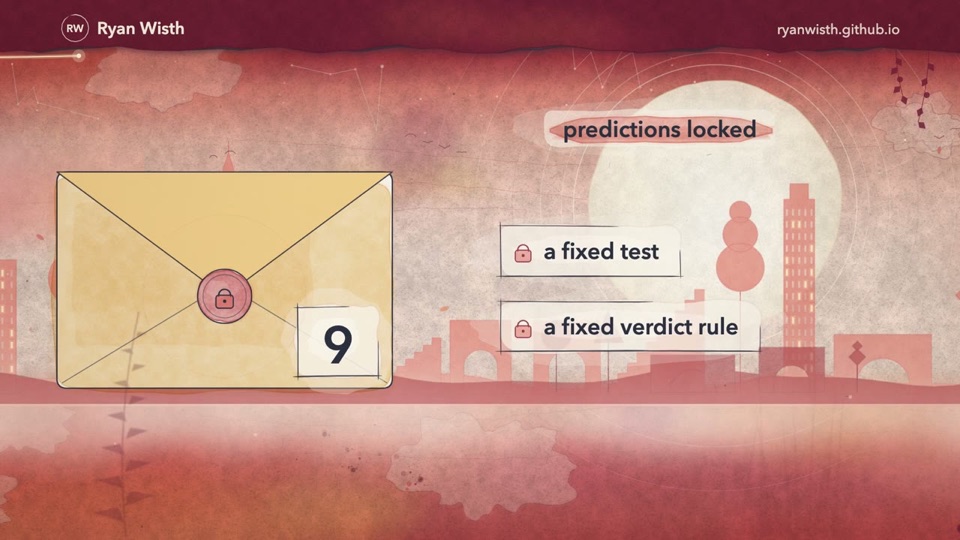 RW Ryan Wisth
ryanwisth.github.io
predictions locked
a fixed test
a fixed verdict rule
9